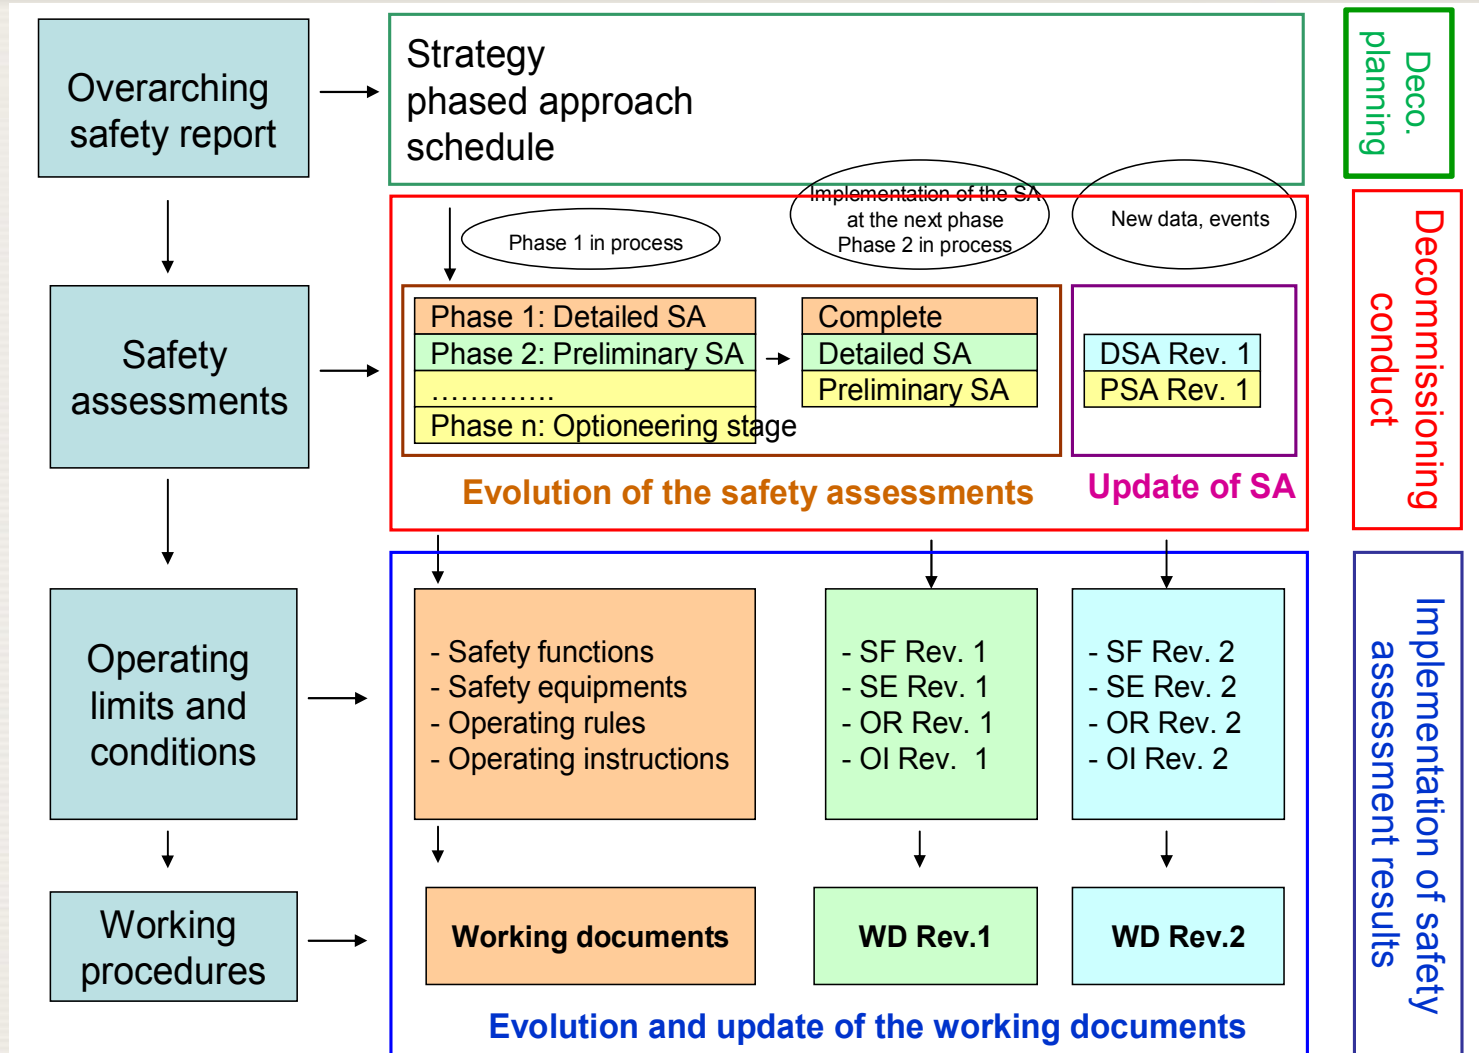 Overarching
safety report
Strategy
phased approach
schedule
Deco.
planning
Phase 1 in process
Implementation of the SA
at the next phase
Phase 2 in process
New data, events
Safety
assessments
Phase 1: Detailed SA
Phase 2: Preliminary SA
………….
Phase n: Optioneering stage
Complete
Detailed SA
Preliminary SA
DSA Rev. 1
PSA Rev. 1
Evolution of the safety assessments
Update of SA
Decommissioning
conduct
Operating
limits and
conditions
- Safety functions
- Safety equipments
- Operating rules
- Operating instructions
- SF Rev. 1
- SE Rev. 1
- OR Rev. 1
- OI Rev. 1
- SF Rev. 2
- SE Rev. 2
- OR Rev. 2
- OI Rev. 2
Working
procedures
Working documents
WD Rev.1
WD Rev.2
Evolution and update of the working documents
Implementation of safety
assessment results